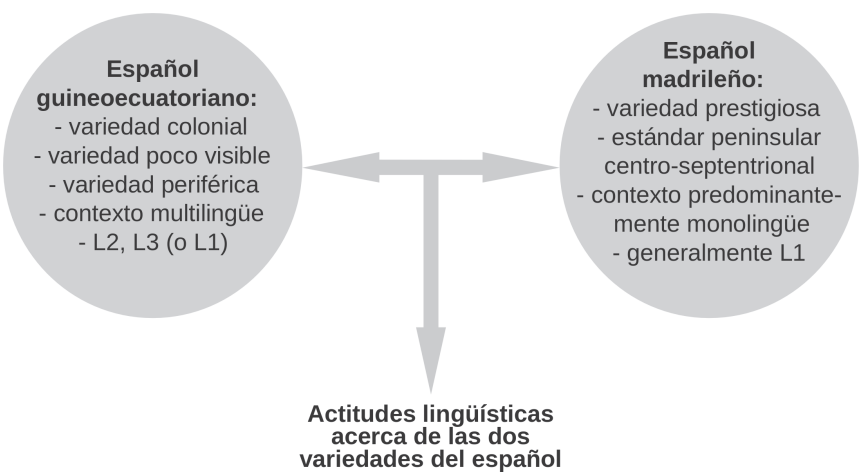 Español
guineoecuatoriano:
- variedad colonial
- variedad poco visible
- variedad periférica
- contexto multilingüe
- L2, L3 (o L1)
Español
madrileño:
- variedad prestigiosa
- estándar peninsular
centro-septentrional
- contexto predominante-
mente monolingüe
- generalmente L1
Actitudes lingüísticas
acerca de las dos
variedades del español